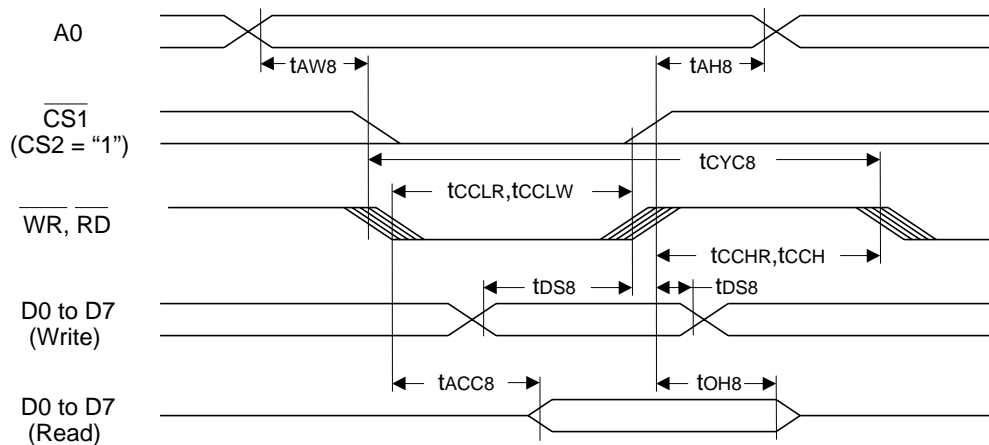 A0
tAW8
tAH8
CS1
(CS2 = “1”)
tCYC8
tCCLR,tCCLW
WR, RD
tCCHR,tCCH
tDS8
tDS8
D0 to D7
(Write)
tACC8
tOH8
D0 to D7
(Read)